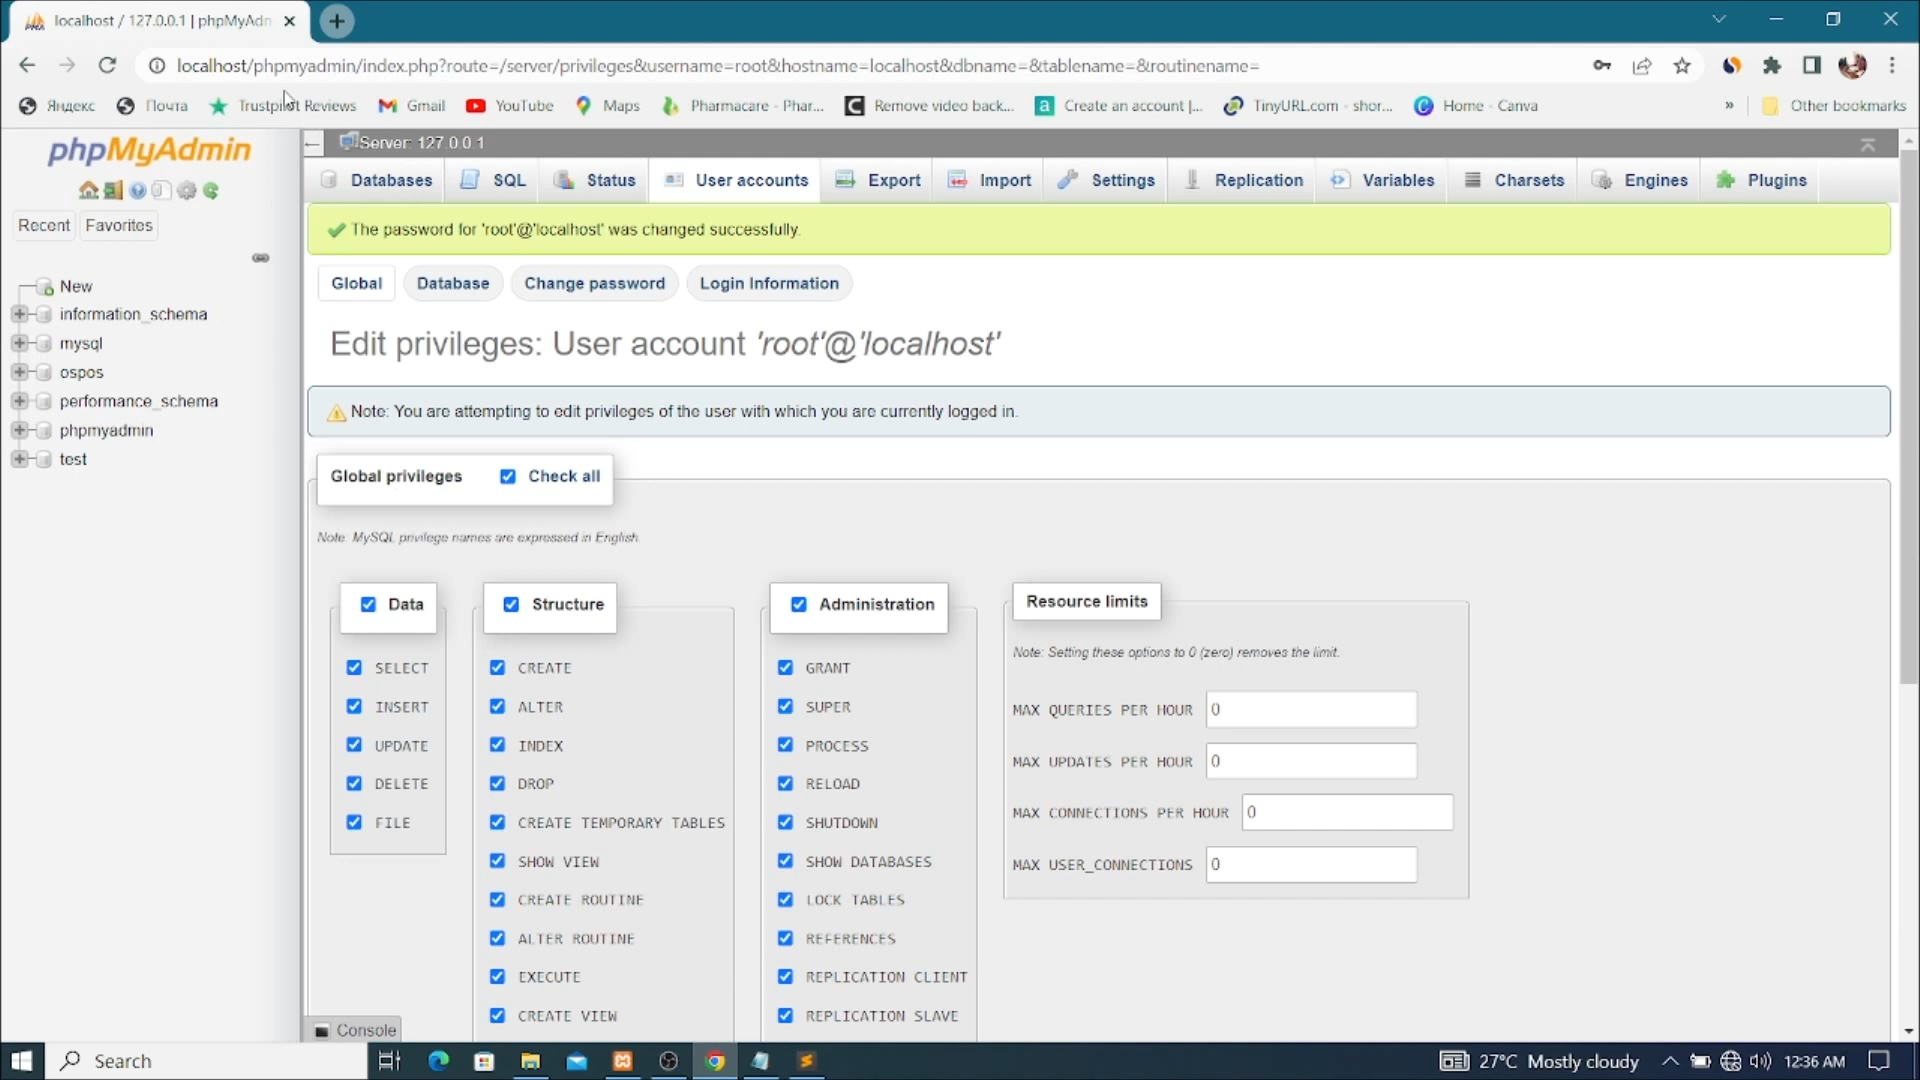 localhost / 127.0.0.1 | phpMyAdn
localhost/phpmyadmin/index.php?route=/server/privileges&username=root&hostname=localhost&dbname=&tablename=&routinename=
Яндекс
Почта
Trustpilot Reviews
Gmail
YouTube
Maps
Pharmacare - Phar...
Remove video back...
Create an account |...
TinyURL.com - shor...
Home - Canva
»
Other bookmarks
phpMyAdmin
Recent
Favorites
New
information_schema
mysql
ospos
performance_schema
phpmyadmin
test
Server: 127.0.0.1
Databases
SQL
Status
User accounts
Export
Import
Settings
Replication
Variables
Charsets
Engines
Plugins
The password for 'root'@'localhost' was changed successfully.
Global
Database
Change password
Login Information
Edit privileges: User account 'root'@'localhost'
Note: You are attempting to edit privileges of the user with which you are currently logged in.
Global privileges
Check all
Note: MySQL privilege names are expressed in English.
Data
SELECT
INSERT
UPDATE
DELETE
FILE
Structure
CREATE
ALTER
INDEX
DROP
CREATE TEMPORARY TABLES
SHOW VIEW
CREATE ROUTINE
ALTER ROUTINE
EXECUTE
CREATE VIEW
Administration
GRANT
SUPER
PROCESS
RELOAD
SHUTDOWN
SHOW DATABASES
LOCK TABLES
REFERENCES
REPLICATION CLIENT
REPLICATION SLAVE
Resource limits
Note: Setting these options to 0 (zero) removes the limit.
MAX QUERIES PER HOUR 0
MAX UPDATES PER HOUR 0
MAX CONNECTIONS PER HOUR 0
MAX USER_CONNECTIONS 0
Console
Search
27°C Mostly cloudy
12:36 AM